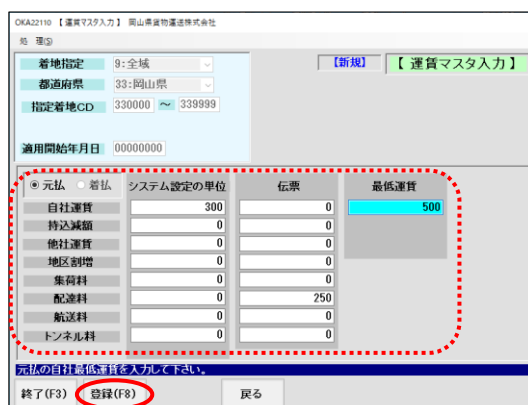 OKA22110 【運賃マスタ入力】 岡山県貨物運送株式会社
処 理(S)
着地指定 9:全域 【新規】 【 運賃マスタ入力 】
都道府県 33:岡山県
指定着地CD 330000 ～ 339999
適用開始年月日 00000000
元払 着払 システム設定の単位 伝票 最低運賃
自社運賃 300 0 500
持込減額 0 0
他社運賃 0 0
地区割増 0 0
集荷料 0 0
配達料 0 250
航送料 0 0
トンネル料 0 0
元払の自社最低運賃を入力して下さい。
終了(F3) 登録(F8) 戻る